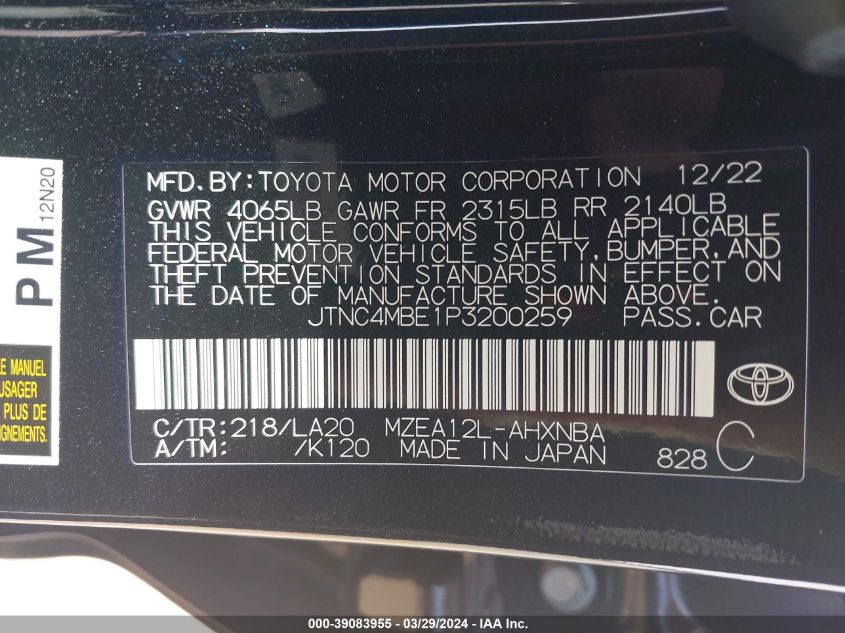 PM
12N20
E MANUEL
USAGER
PLUS DE
IGNEMENTS.
MFD.BY:TOYOTA MOTOR CORPORATION 12/22
GVWR 4065LB GAWR FR 2315LB RR 2140LB
THIS VEHICLE CONFORMS TO ALL APPLICABLE
FEDERAL MOTOR VEHICLE SAFETY,BUMPER,AND
THEFT PREVENTION STANDARDS IN EFFECT ON
THE DATE OF MANUFACTURE SHOWN ABOVE.
JTNC4MBE1P3200259 PASS.CAR
C/TR:218/LA20 MZEA12L-AHXNBA
A/TM: /K120 MADE IN JAPAN 828 C
000-39083955 - 03/29/2024 - IAA Inc.